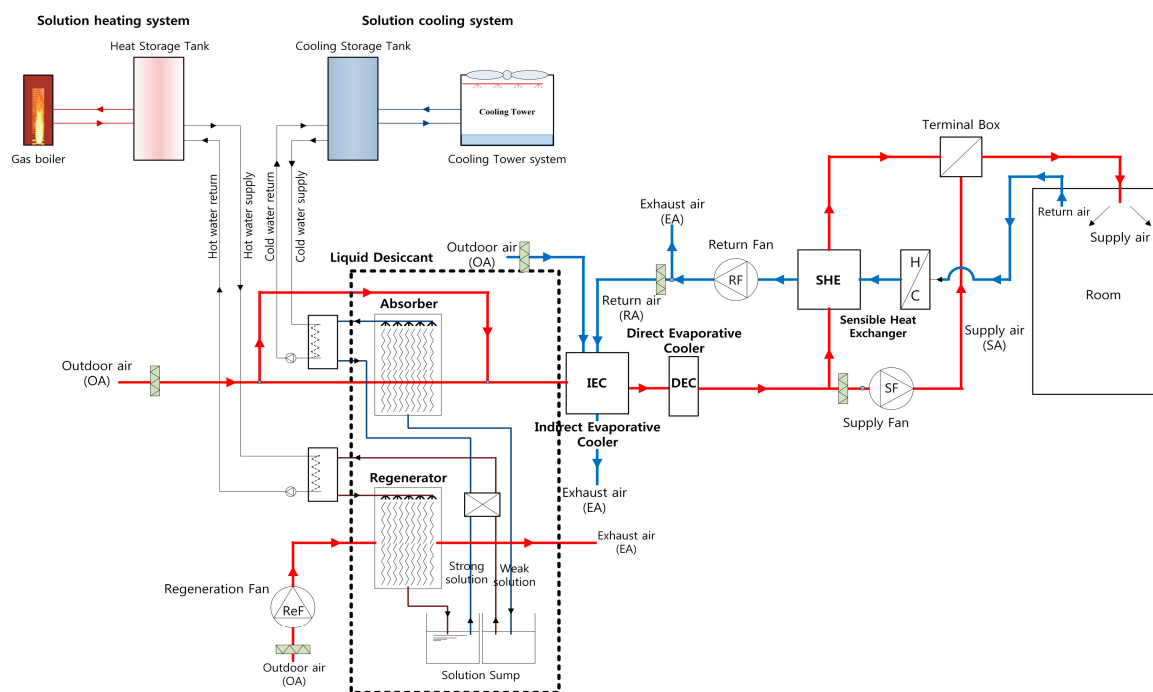 Solution heating system
Solution cooling system
Heat Storage Tank
Cooling Storage Tank
Cooling Tower
Gas boiler
Cooling Tower system
Terminal Box
Hot water return
Hot water supply
Cold water return
Cold water supply
Exhaust air
(EA)
Return air
Supply air
Outdoor air
(OA)
Return Fan
Liquid Desiccant
RF
SHE
H
C
Room
Absorber
Return air
(RA)
Sensible Heat
Exchanger
Supply air
(SA)
Direct Evaporative
Cooler
Outdoor air
(OA)
IEC
DEC
SF
Supply Fan
Indirect Evaporative
Cooler
Regenerator
Exhaust air
(EA)
Exhaust air
(EA)
Strong
solution
Weak
solution
Regeneration Fan
ReF
Outdoor air
(OA)
Solution Sump